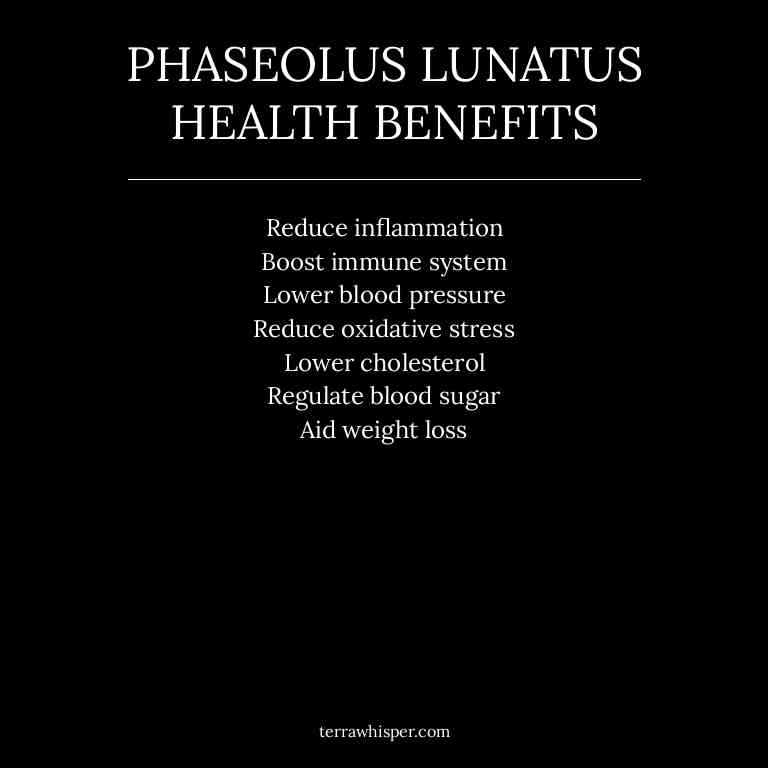 PHASEOLUS LUNATUS
HEALTH BENEFITS
Reduce inflammation
Boost immune system
Lower blood pressure
Reduce oxidative stress
Lower cholesterol
Regulate blood sugar
Aid weight loss
terrawhisper.com